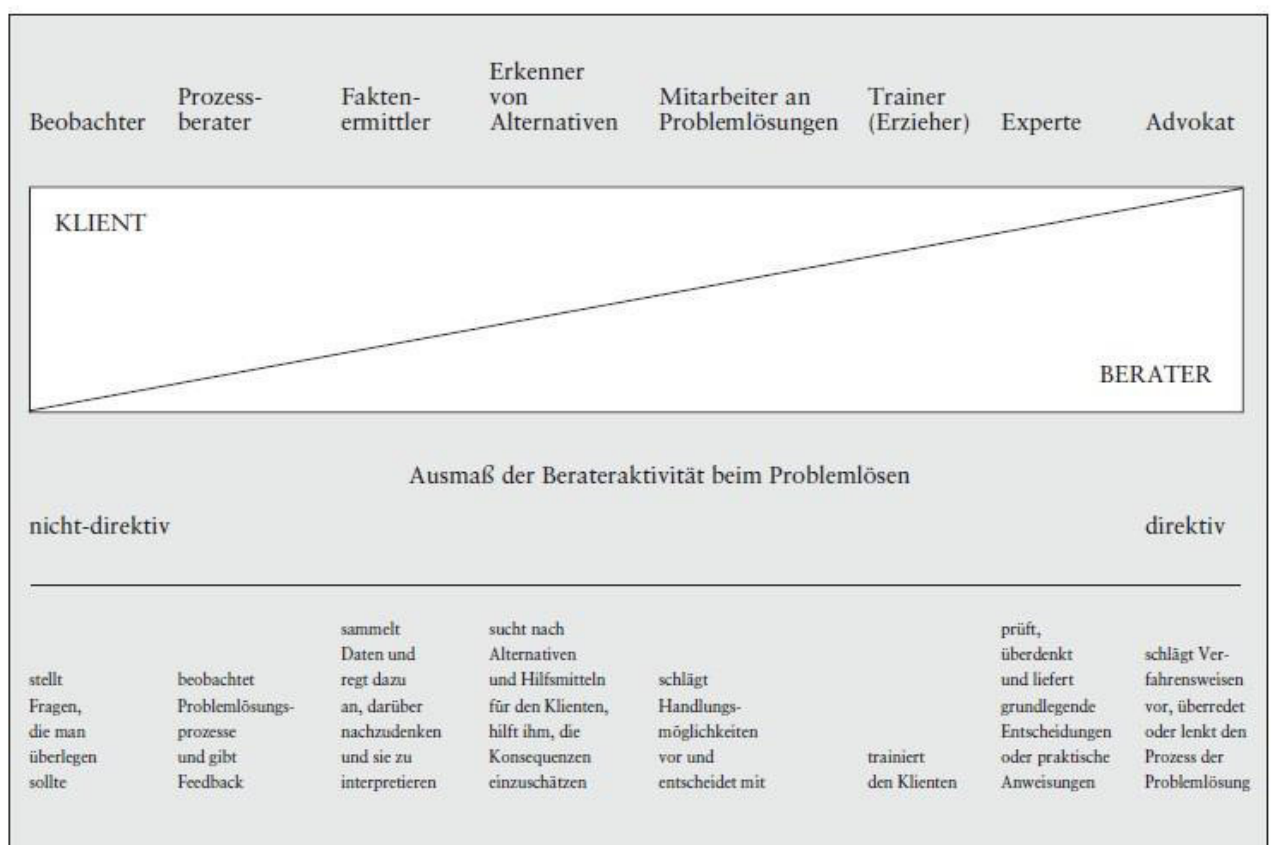 Beobachter
Prozess-
berater
Fakten-
ermittler
Erkenner
von
Alternativen
Mitarbeiter an
Problemlösungen
Trainer
(Erzieher)
Experte
Advokat
KLIENT
BERATER
Ausmaß der Berateraktivität beim Problemlösen
nicht-direktiv
direktiv
stellt
Fragen,
die man
überlegen
sollte
beobachtet
Problemlösungs-
prozesse
und gibt
Feedback
sammelt
Daten und
regt dazu
an, darüber
nachzudenken
und sie zu
interpretieren
sucht nach
Alternativen
und Hilfsmitteln
für den Klienten,
hilft ihm, die
Konsequenzen
einzuschätzen
schlägt
Handlungs-
möglichkeiten
vor und
entscheidet mit
trainiert
den Klienten
prüft,
überdenkt
und liefert
grundlegende
Entscheidungen
oder praktische
Anweisungen
schlägt Ver-
fahrensweisen
vor, überredet
oder lenkt den
Prozess der
Problemlösung